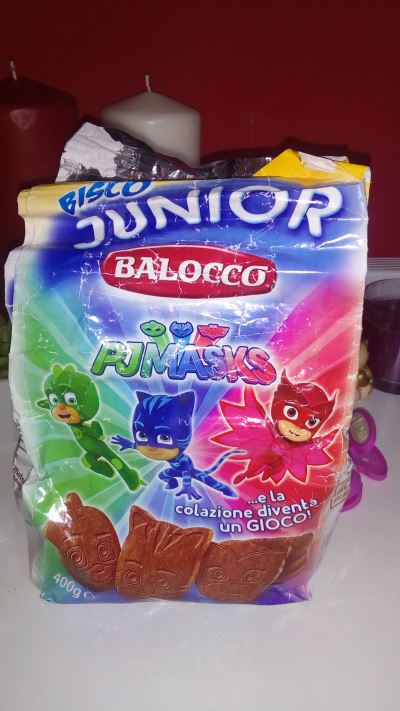 BISCO
JUNIOR
BALOCCO
PJMASKS
...e la
colazione diventa
un GIOCO!
400g